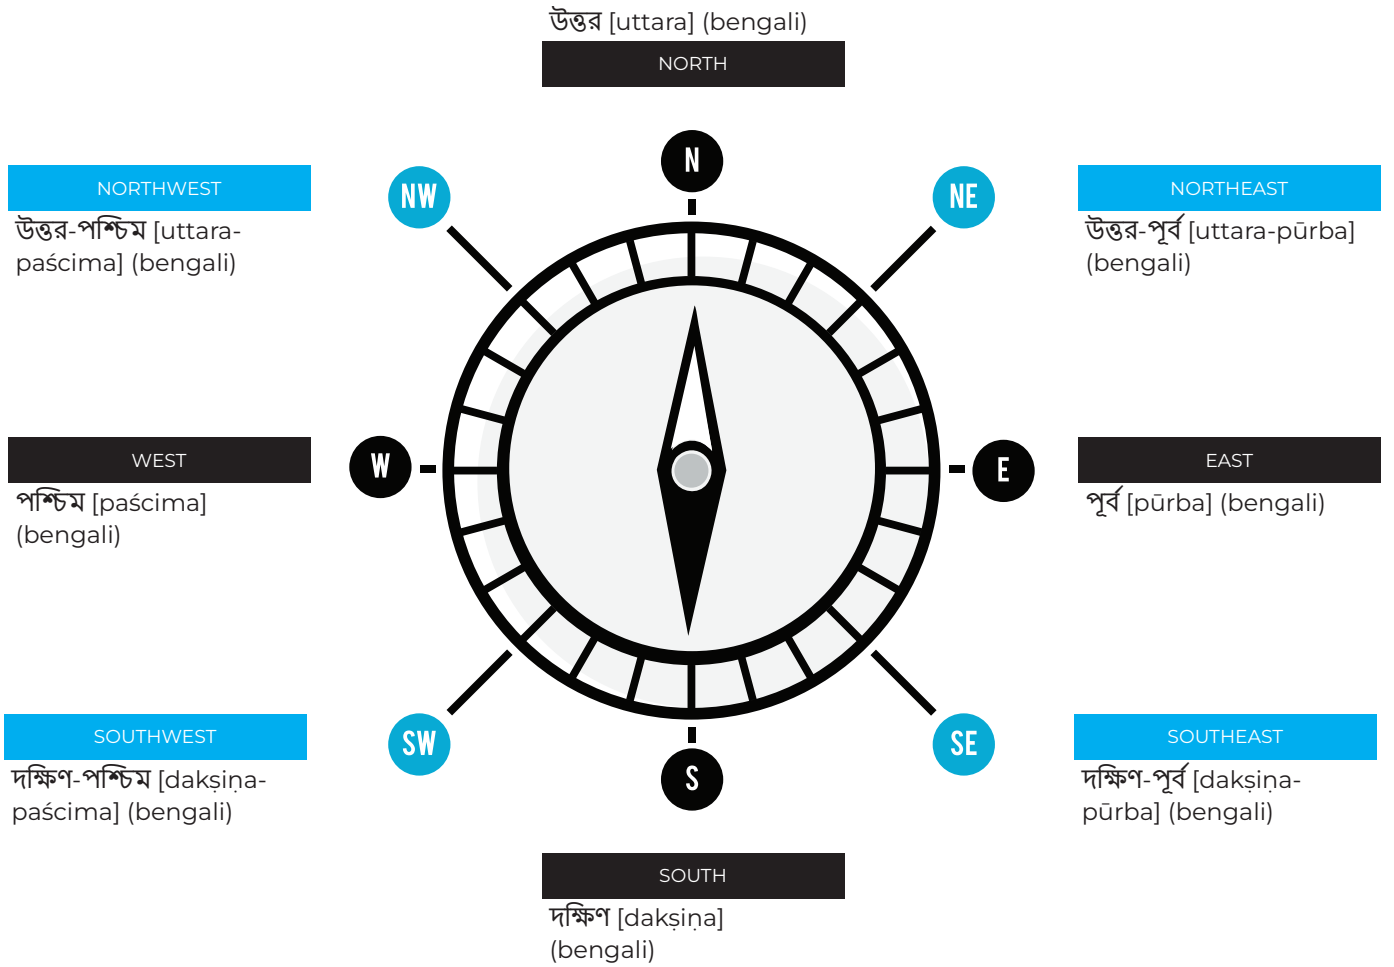 উত্তর [uttara] (bengali)
NORTH
N
NORTHWEST
NW
NE
NORTHEAST
উত্তর-পশ্চিম [uttara-
paścima] (bengali)
উত্তর-পূর্ব [uttara-pūrba]
(bengali)
WEST
W
E
EAST
পশ্চিম [paścima]
(bengali)
পূর্ব [pūrba] (bengali)
SOUTHWEST
SW
SE
SOUTHEAST
দক্ষিণ-পশ্চিম [dakṣiṇa-
paścima] (bengali)
দক্ষিণ-পূর্ব [dakṣiṇa-
pūrba] (bengali)
S
SOUTH
দক্ষিণ [dakṣiṇa]
(bengali)